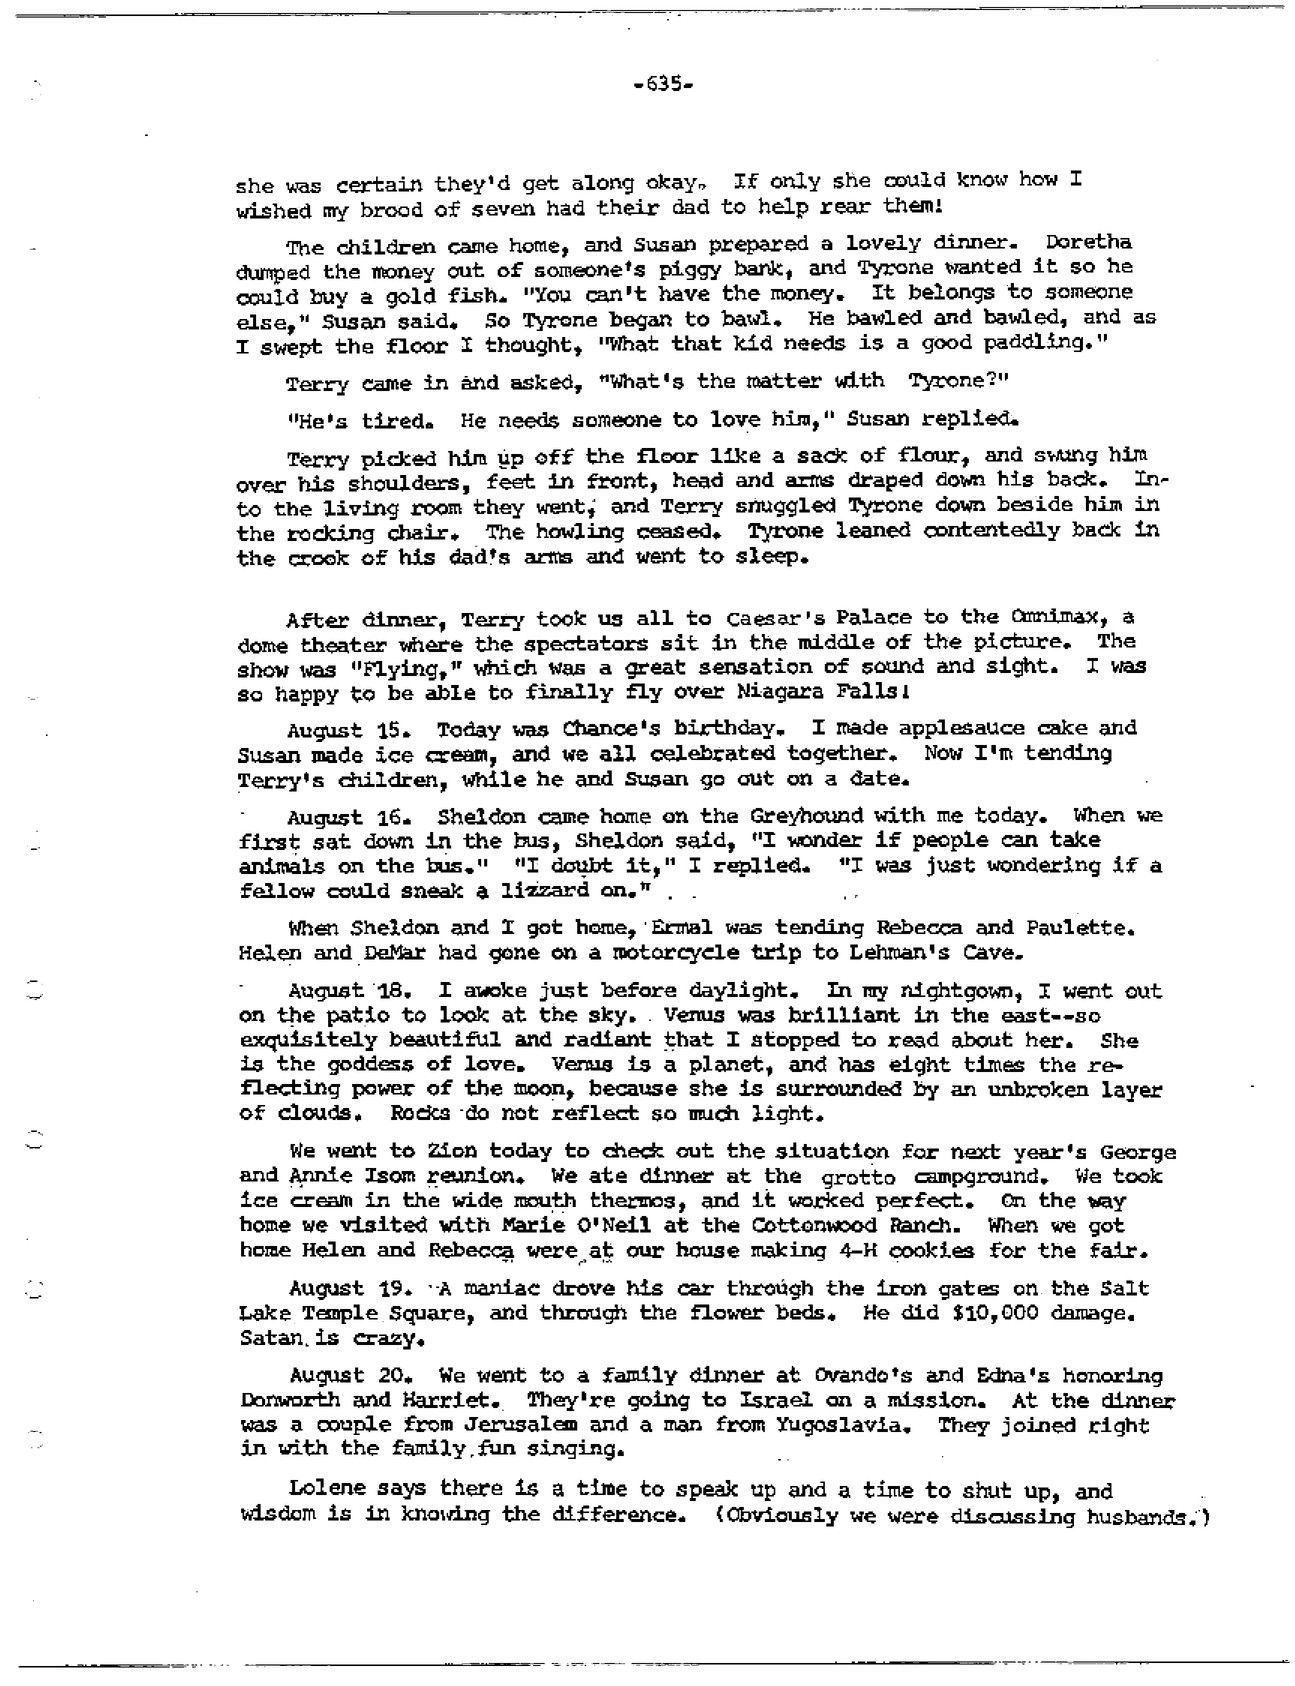 -635-
she was certain they'd get along okay. If only she could know how I
wished my brood of seven had their dad to help rear them!
The children came home, and Susan prepared a lovely dinner. Doretha
dumped the money out of someone's piggy bank, and Tyrone wanted it so he
could buy a gold fish. "You can't have the money. It belongs to someone
else," Susan said. So Tyrone began to bawl. He bawled and bawled, and as
I swept the floor I thought, "What that kid needs is a good paddling."
Terry came in and asked, "What's the matter with Tyrone?"
"He's tired. He needs someone to love him," Susan replied.
Terry picked him up off the floor like a sack of flour, and swung him
over his shoulders, feet in front, head and arms draped down his back. In-
to the living room they went, and Terry snuggled Tyrone down beside him in
the rocking chair. The howling ceased. Tyrone leaned contentedly back in
the crook of his dad's arms and went to sleep.
After dinner, Terry took us all to Caesar's Palace to the Omnimax, a
dome theater where the spectators sit in the middle of the picture. The
show was "Flying," which was a great sensation of sound and sight. I was
so happy to be able to finally fly over Niagara Falls!
August 15. Today was Chance's birthday. I made applesauce cake and
Susan made ice cream, and we all celebrated together. Now I'm tending
Terry's children, while he and Susan go out on a date.
August 16. Sheldon came home on the Greyhound with me today. When we
first sat down in the bus, Sheldon said, "I wonder if people can take
animals on the bus." "I doubt it," I replied. "I was just wondering if a
fellow could sneak a lizzard on."
When Sheldon and I got home, Ermal was tending Rebecca and Paulette.
Helen and DeMar had gone on a motorcycle trip to Lehman's Cave.
August 18. I awoke just before daylight. In my nightgown, I went out
on the patio to look at the sky. Venus was brilliant in the east--so
exquisitely beautiful and radiant that I stopped to read about her. She
is the goddess of love. Venus is a planet, and has eight times the re-
flecting power of the moon, because she is surrounded by an unbroken layer
of clouds. Rocks do not reflect so much light.
We went to Zion today to check out the situation for next year's George
and Annie Isom reunion. We ate dinner at the grotto campground. We took
ice cream in the wide mouth thermos, and it worked perfect. On the way
home we visited with Marie O'Neil at the Cottonwood Ranch. When we got
home Helen and Rebecca were at our house making 4-H cookies for the fair.
August 19. A maniac drove his car through the iron gates on the Salt
Lake Temple Square, and through the flower beds. He did $10,000 damage.
Satan is crazy.
August 20. We went to a family dinner at Ovando's and Edna's honoring
Dorworth and Harriet. They're going to Israel on a mission. At the dinner
was a couple from Jerusalem and a man from Yugoslavia. They joined right
in with the family fun singing.
Lolene says there is a time to speak up and a time to shut up, and
wisdom is in knowing the difference. (Obviously we were discussing husbands.)